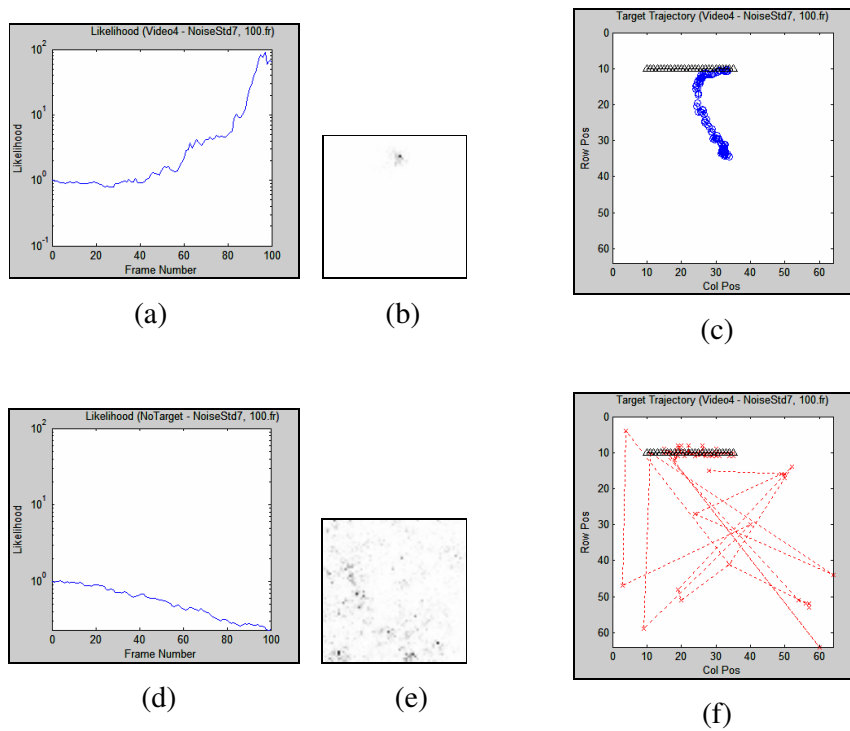 Likelihood (Video4 - NoiseStd7, 100.fr)
10^2
10^1
10^0
10^-1
Likelihood
0 20 40 60 80 100
Frame Number
(a)
(b)
Target Trajectory (Video4 - NoiseStd7, 100.fr)
0
10
20
30
40
50
60
Row Pos
0 10 20 30 40 50 60
Col Pos
(c)
Likelihood (NoTarget - NoiseStd7, 100.fr)
10^2
10^1
10^0
Likelihood
0 20 40 60 80 100
Frame Number
(d)
(e)
Target Trajectory (Video4 - NoiseStd7, 100.fr)
0
10
20
30
40
50
60
Row Pos
0 10 20 30 40 50 60
Col Pos
(f)